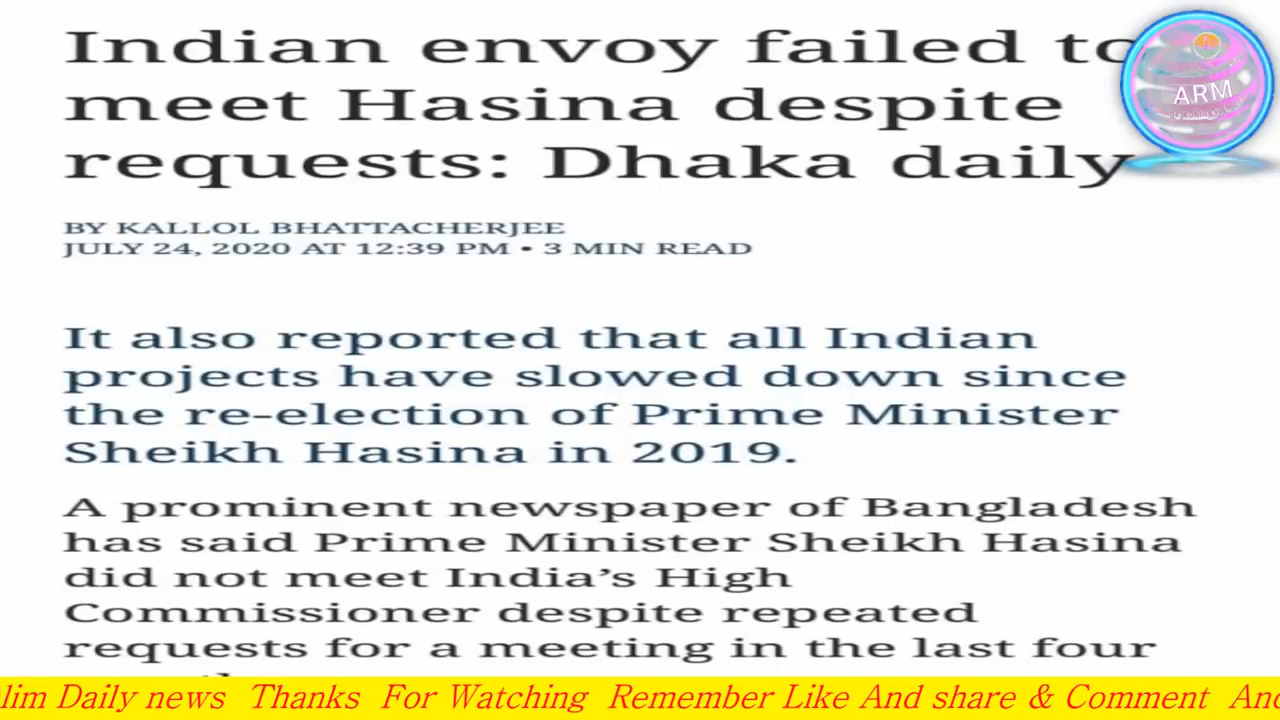 Indian envoy failed to
meet Hasina despite
requests: Dhaka daily
ARM
BY KALLOL BHATTACHERJEE
JULY 24, 2020 AT 12:39 PM • 3 MIN READ
It also reported that all Indian
projects have slowed down since
the re-election of Prime Minister
Sheikh Hasina in 2019.
A prominent newspaper of Bangladesh
has said Prime Minister Sheikh Hasina
did not meet India’s High
Commissioner despite repeated
requests for a meeting in the last four
Daily news Thanks For Watching Remember Like And share & Comment